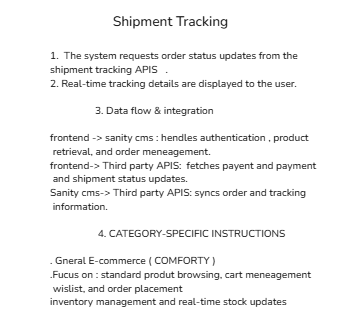 Shipment Tracking
1. The system requests order status updates from the
shipment tracking APIS .
2. Real-time tracking details are displayed to the user.
3. Data flow & integration
frontend -> sanity cms : hendles authentication , product
retrieval, and order meneagement.
frontend-> Third party APIS: fetches payent and payment
and shipment status updates.
Sanity cms-> Third party APIS: syncs order and tracking
information.
4. CATEGORY-SPECIFIC INSTRUCTIONS
. Gneral E-commerce ( COMFORTY )
.Fucus on : standard produt browsing, cart meneagement
wislist, and order placement
inventory management and real-time stock updates